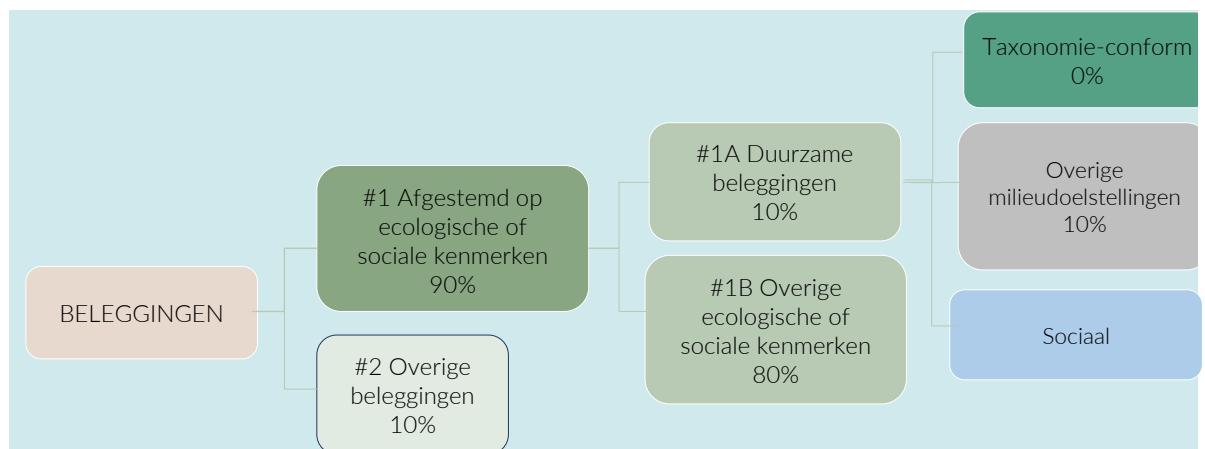 BELEGGINGEN
#1 Afgestemd op
ecologische of
sociale kenmerken
90%
#2 Overige
beleggingen
10%
#1A Duurzame
beleggingen
10%
#1B Overige
ecologische of
sociale kenmerken
80%
Taxonomie-conform
0%
Overige
milieudoelstellingen
10%
Sociaal